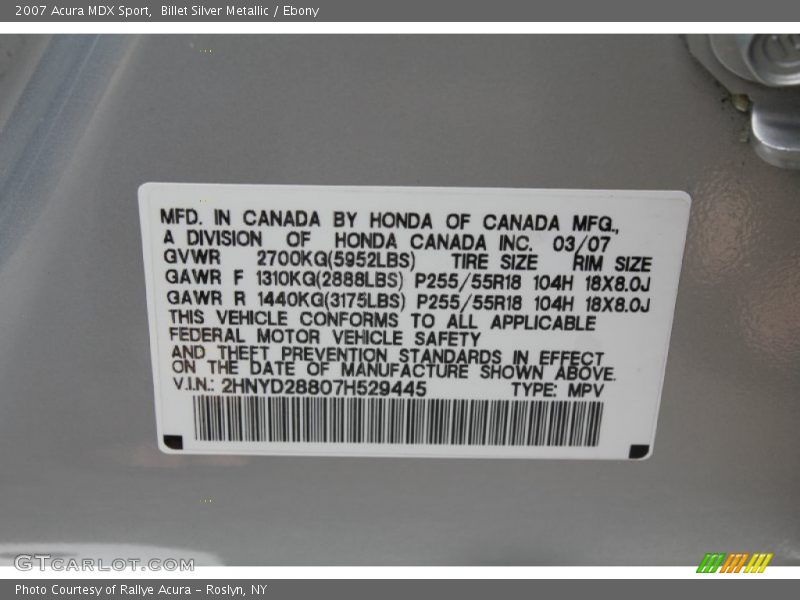 2007 Acura MDX Sport,  Billet Silver Metallic / Ebony
MFD. IN CANADA BY HONDA OF CANADA MFG.,
A DIVISION OF HONDA CANADA INC. 03/07
GVWR 2700KG(5952LBS) TIRE SIZE RIM SIZE
GAWR F 1310KG(2888LBS) P255/55R18 104H 18X8.0J
GAWR R 1440KG(3175LBS) P255/55R18 104H 18X8.0J
THIS VEHICLE CONFORMS TO ALL APPLICABLE
FEDERAL MOTOR VEHICLE SAFETY
AND THEFT PREVENTION STANDARDS IN EFFECT
ON THE DATE OF MANUFACTURE SHOWN ABOVE.
V.I.N.: 2HNYD28807H529445 TYPE: MPV
GTCARLOT.COM
Photo Courtesy of Rallye Acura - Roslyn, NY